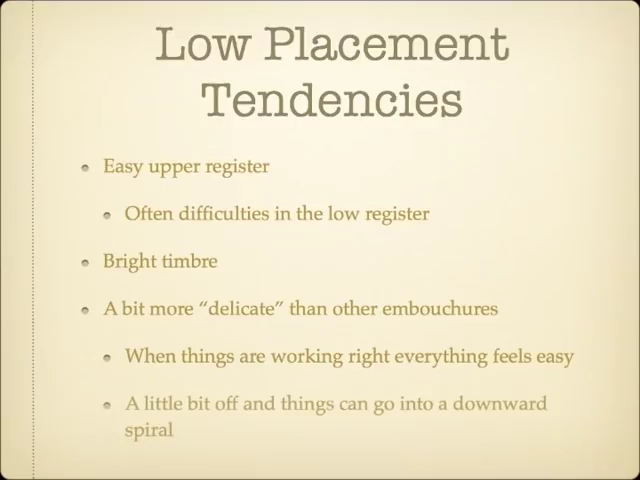 Low Placement
Tendencies
Easy upper register
Often difficulties in the low register
Bright timbre
A bit more “delicate” than other embouchures
When things are working right everything feels easy
A little bit off and things can go into a downward
spiral